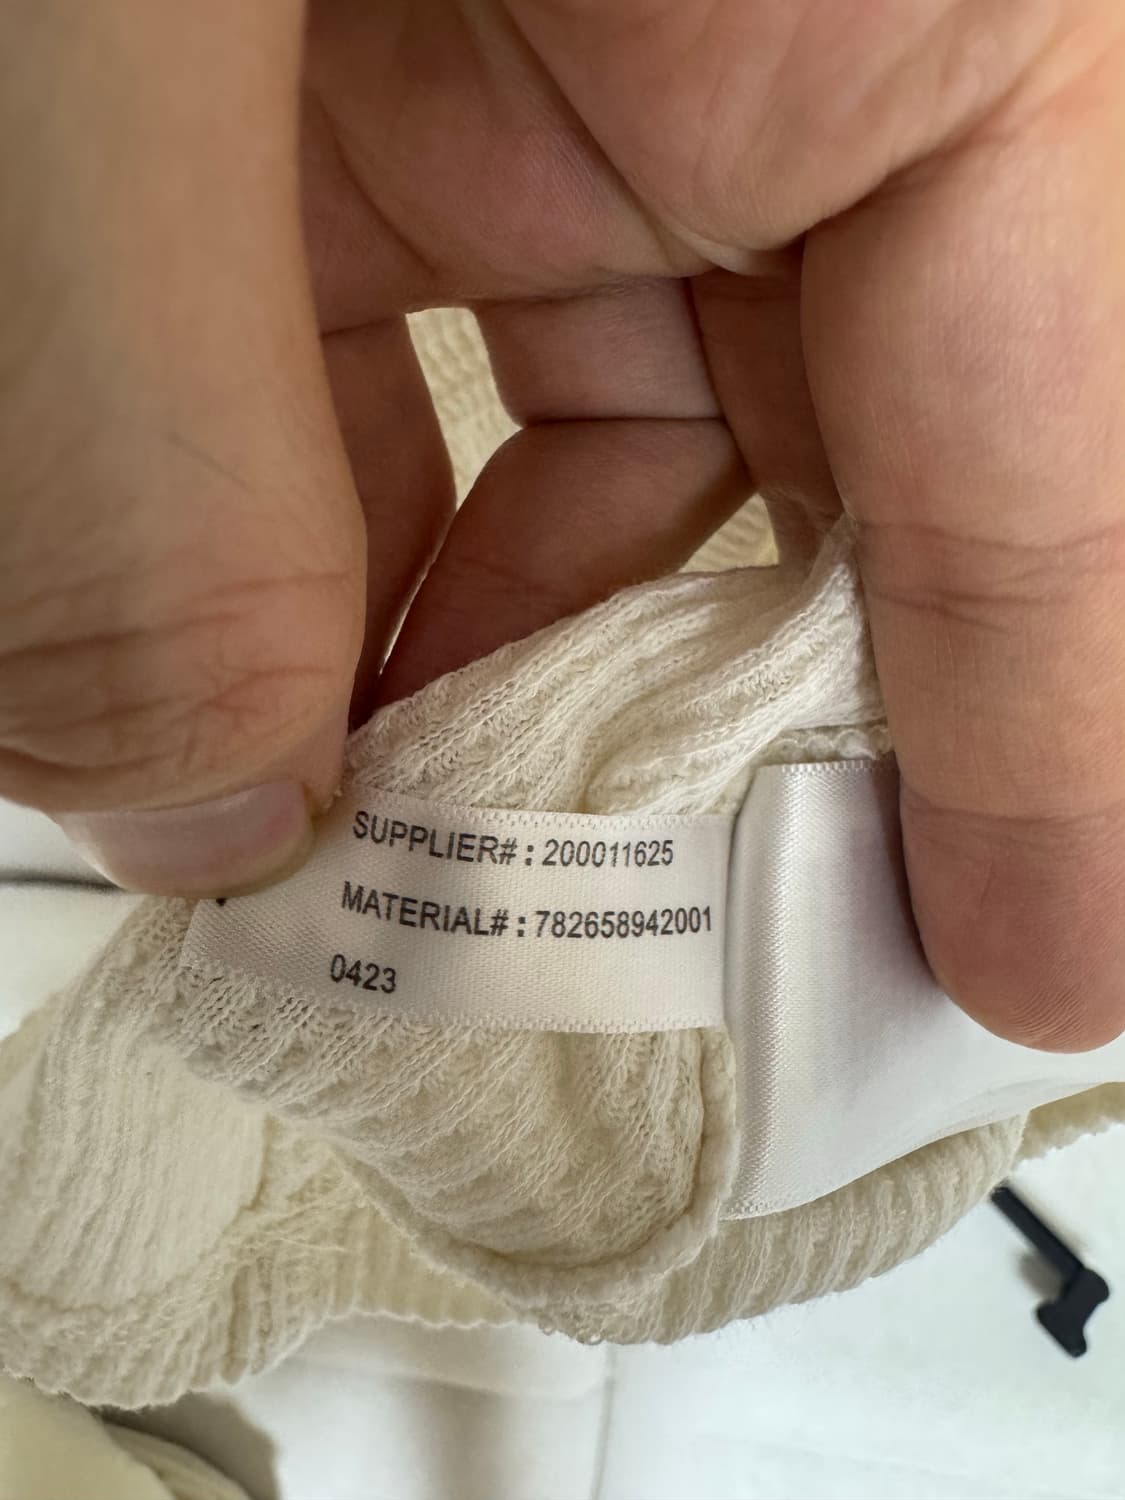 SUPPLIER# : 200011625
MATERIAL# : 782658942001
0423